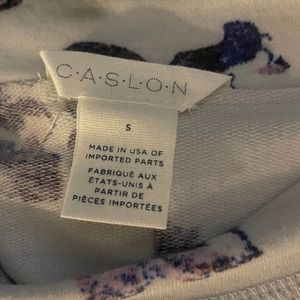 C·A·S·L·O·N
S
MADE IN USA OF
IMPORTED PARTS
FABRIQUÉ AUX
ÉTATS-UNIS À
PARTIR DE
PIÈCES IMPORTÉES